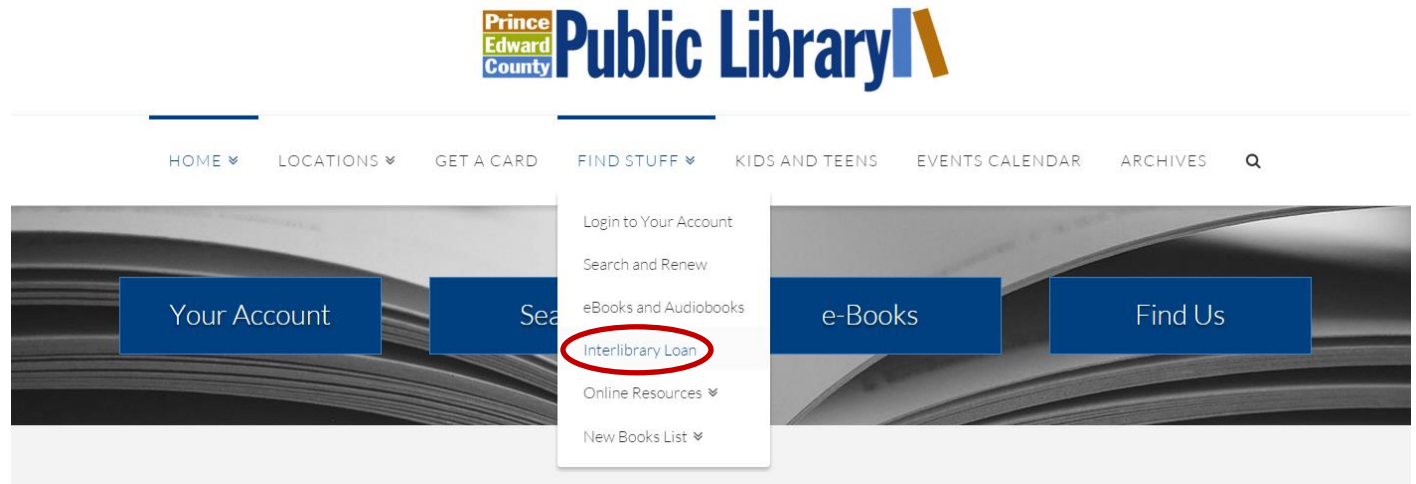 Prince
Edward
County
Public Library
HOME LOCATIONS GET A CARD FIND STUFF KIDS AND TEENS EVENTS CALENDAR ARCHIVES
Login to Your Account
Search and Renew
eBooks and Audiobooks
Interlibrary Loan
Online Resources
New Books List
Your Account
e-Books
Find Us